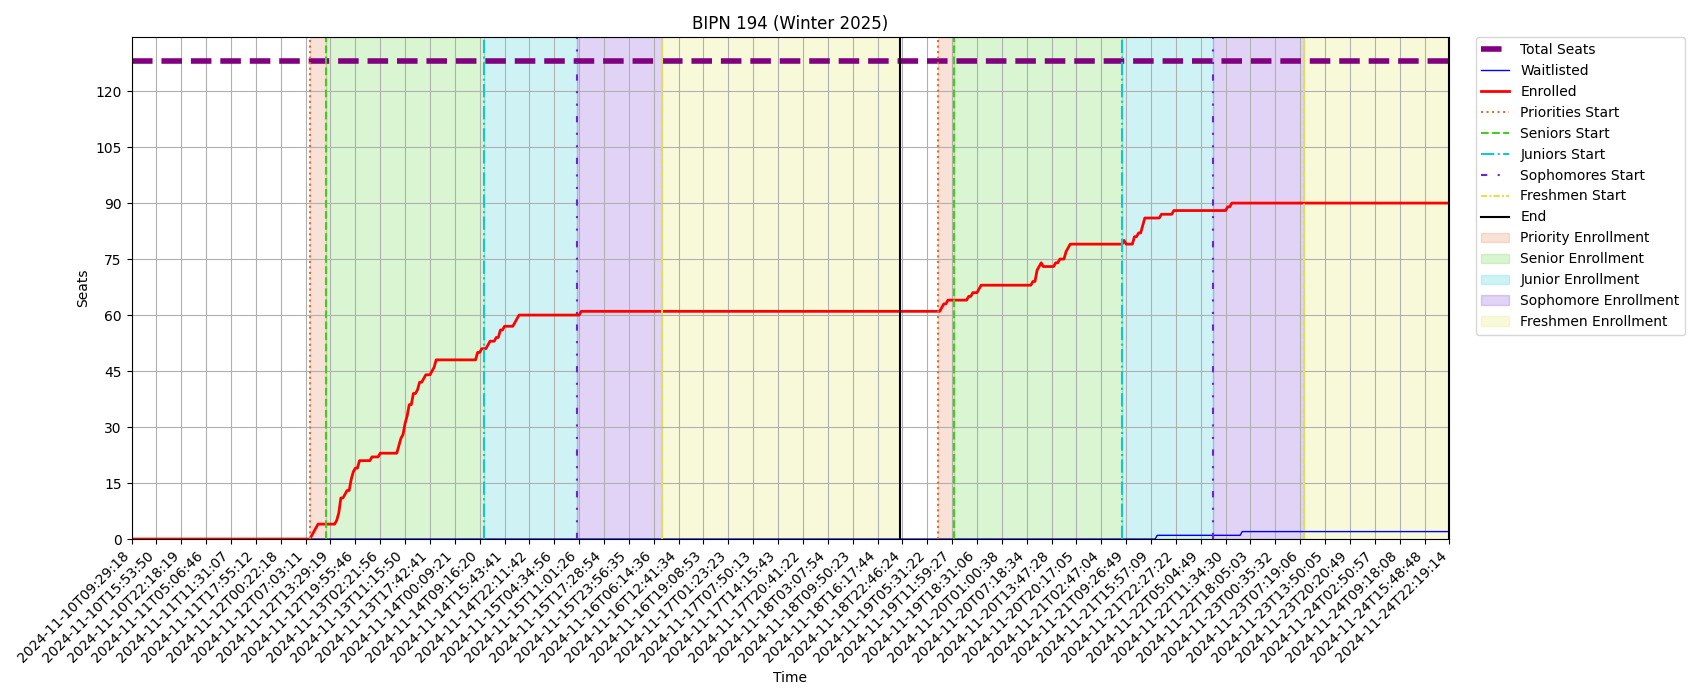 BIPN 194 (Winter 2025)
Seats
120
105
90
75
60
45
30
15
0
2024-11-10T09:29:18
2024-11-10T15:53:50
2024-11-10T22:18:19
2024-11-11T05:06:46
2024-11-11T11:31:07
2024-11-11T17:55:12
2024-11-12T00:22:18
2024-11-12T07:03:11
2024-11-12T13:29:19
2024-11-12T19:55:46
2024-11-13T02:21:56
2024-11-13T11:15:50
2024-11-13T17:42:41
2024-11-14T00:09:21
2024-11-14T09:16:20
2024-11-14T15:43:41
2024-11-14T22:11:42
2024-11-15T04:34:56
2024-11-15T11:01:26
2024-11-15T17:28:54
2024-11-15T23:56:35
2024-11-16T06:14:36
2024-11-16T12:41:34
2024-11-16T19:08:53
2024-11-17T01:23:23
2024-11-17T07:50:13
2024-11-17T14:15:43
2024-11-17T20:41:22
2024-11-18T03:07:54
2024-11-18T09:50:23
2024-11-18T16:17:44
2024-11-18T22:46:24
2024-11-19T05:31:22
2024-11-19T11:59:27
2024-11-19T18:31:06
2024-11-20T01:00:38
2024-11-20T07:18:34
2024-11-20T13:47:28
2024-11-20T20:17:05
2024-11-21T02:47:04
2024-11-21T09:26:49
2024-11-21T15:57:09
2024-11-21T22:27:22
2024-11-22T05:04:49
2024-11-22T11:34:30
2024-11-22T18:05:03
2024-11-23T00:35:32
2024-11-23T07:19:06
2024-11-23T13:50:05
2024-11-23T20:20:49
2024-11-24T02:50:57
2024-11-24T09:18:08
2024-11-24T15:48:48
2024-11-24T22:19:14
Time
Total Seats
Waitlisted
Enrolled
Priorities Start
Seniors Start
Juniors Start
Sophomores Start
Freshmen Start
End
Priority Enrollment
Senior Enrollment
Junior Enrollment
Sophomore Enrollment
Freshmen Enrollment